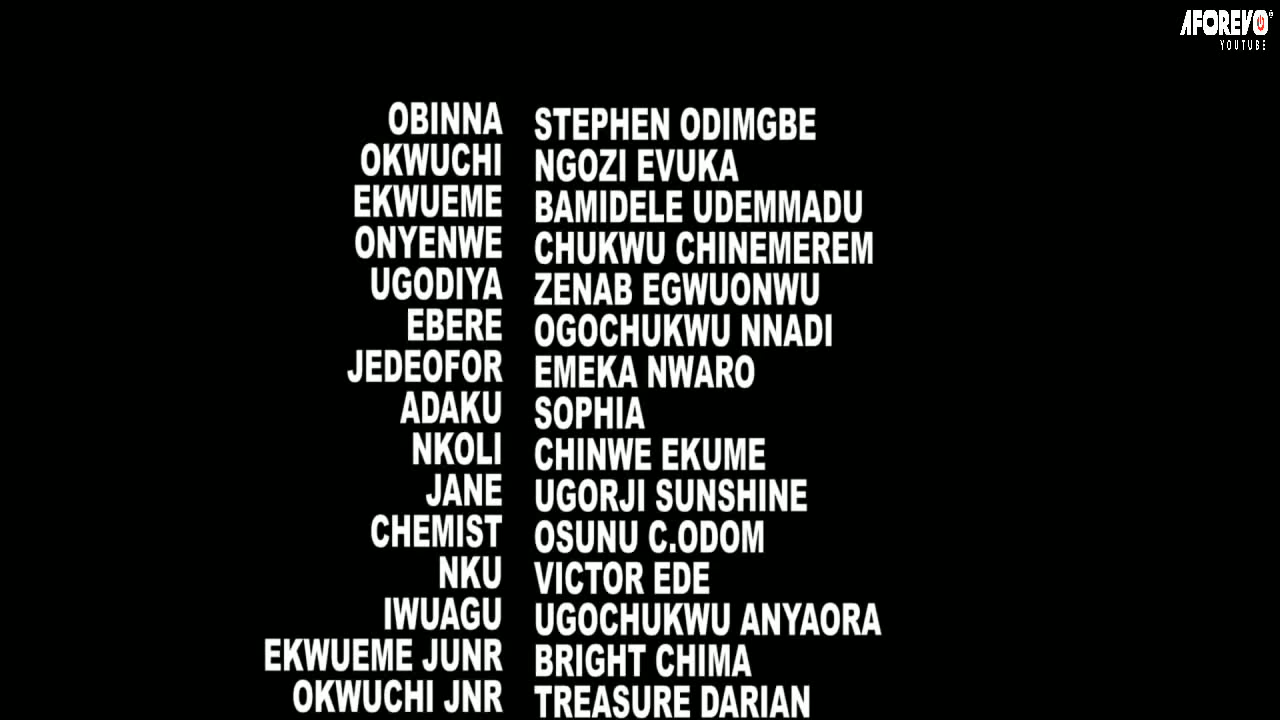 AFOREVO
YOUTUBE
OBINNA STEPHEN ODIMGBE
OKWUCHI NGOZI EVUKA
EKWUEME BAMIDELE UDEMMADU
ONYENWE CHUKWU CHINEMEREM
UGODIYA ZENAB EGWUONWU
EBERE OGOCHUKWU NNADI
JEDEOFOR EMEKA NWARO
ADAKU SOPHIA
NKOLI CHINWE EKUME
JANE UGORJI SUNSHINE
CHEMIST OSUNU C.ODOM
NKU VICTOR EDE
IWUAGU UGOCHUKWU ANYAORA
EKWUEME JUNR BRIGHT CHIMA
OKWUCHI JNR TREASURE DARIAN